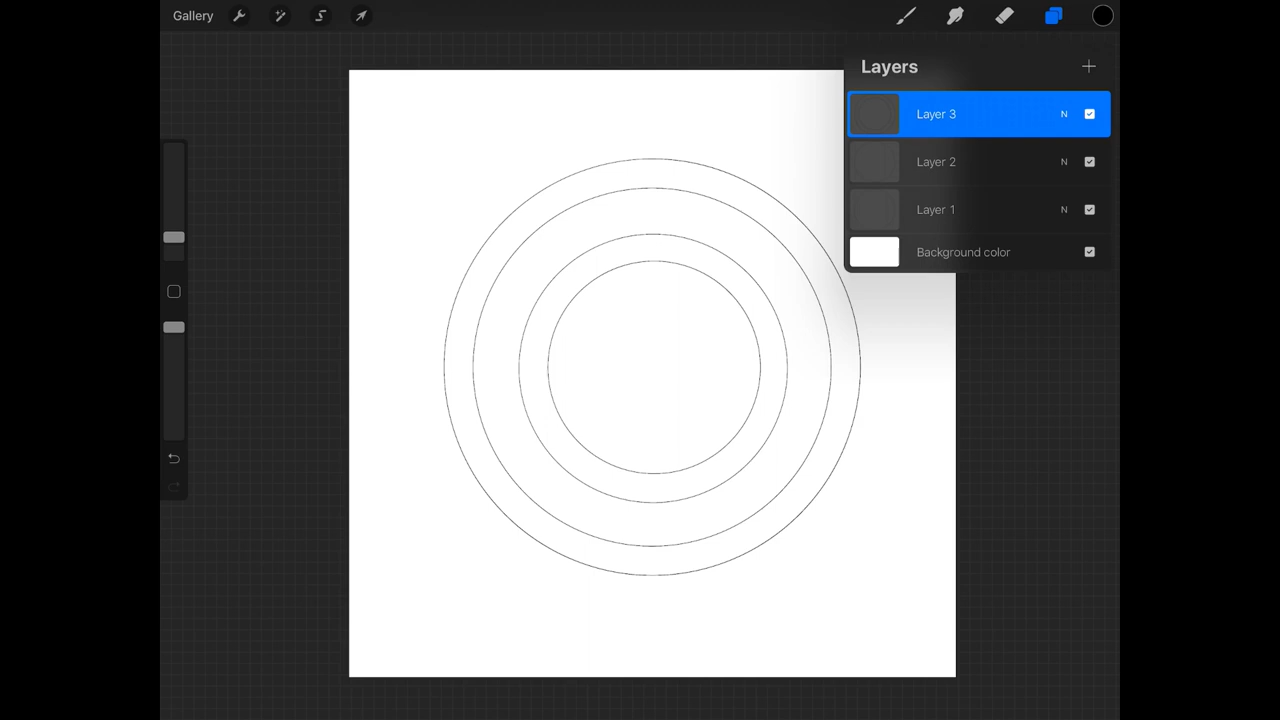 Gallery
Layers
Layer 3 N
Layer 2 N
Layer 1 N
Background color